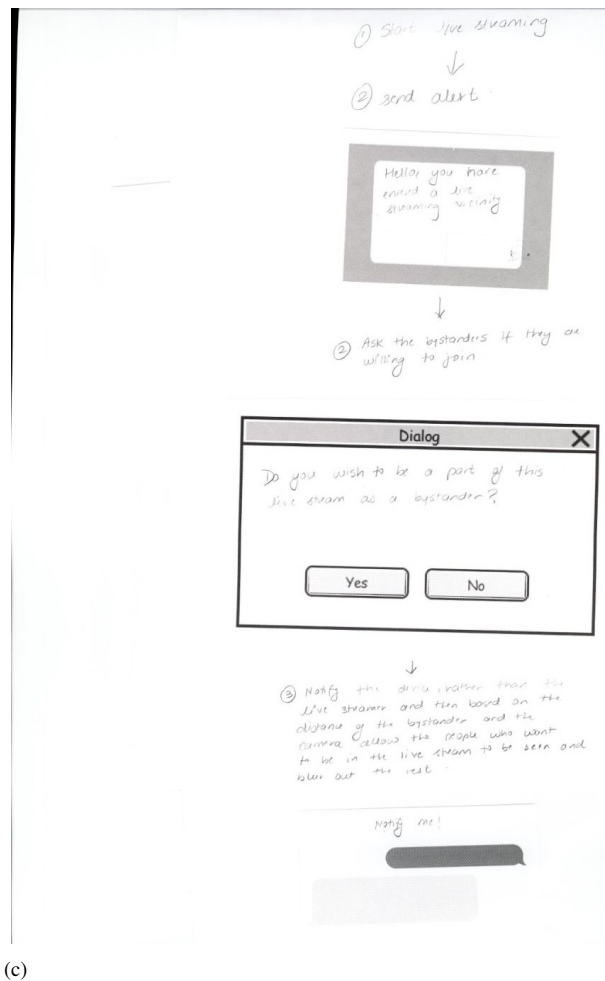 ① Start live streaming
② send alert
Hello, you have
entered a live
streaming vicinity
② Ask the bystanders if they are
willing to join
Dialog
Do you wish to be a part of this
live stream as a bystander?
Yes No
③ Notify the device rather than the
live streamer and then based on the
distance of the bystander and the
camera allow the people who want
to be in the live stream to be seen and
blur out the rest.
Notify me!
(c)